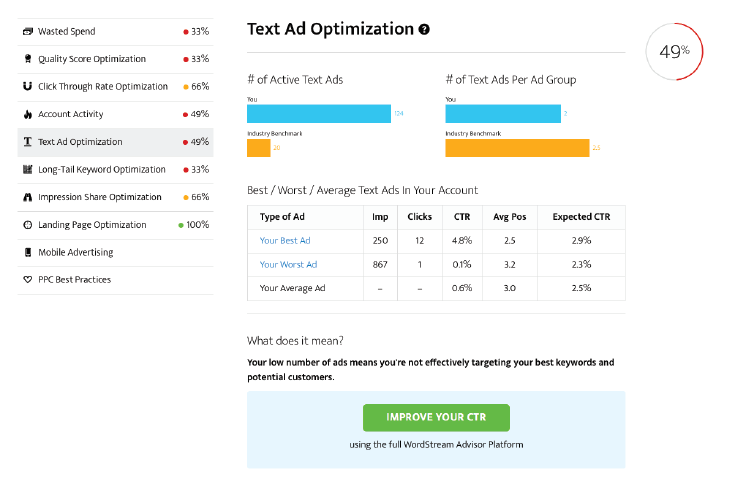 Wasted Spend 33%
Quality Score Optimization 33%
Click Through Rate Optimization 66%
Account Activity 49%
Text Ad Optimization 49%
Long-Tail Keyword Optimization 33%
Impression Share Optimization 66%
Landing Page Optimization 100%
Mobile Advertising
PPC Best Practices
Text Ad Optimization ?
49%
# of Active Text Ads
You
124
Industry Benchmark
20
# of Text Ads Per Ad Group
You
2
Industry Benchmark
2.5
Best / Worst / Average Text Ads In Your Account
Type of Ad Imp Clicks CTR Avg Pos Expected CTR
Your Best Ad 250 12 4.8% 2.5 2.9%
Your Worst Ad 867 1 0.1% 3.2 2.3%
Your Average Ad – – 0.6% 3.0 2.5%
What does it mean?
Your low number of ads means you're not effectively targeting your best keywords and
potential customers.
IMPROVE YOUR CTR
using the full WordStream Advisor Platform